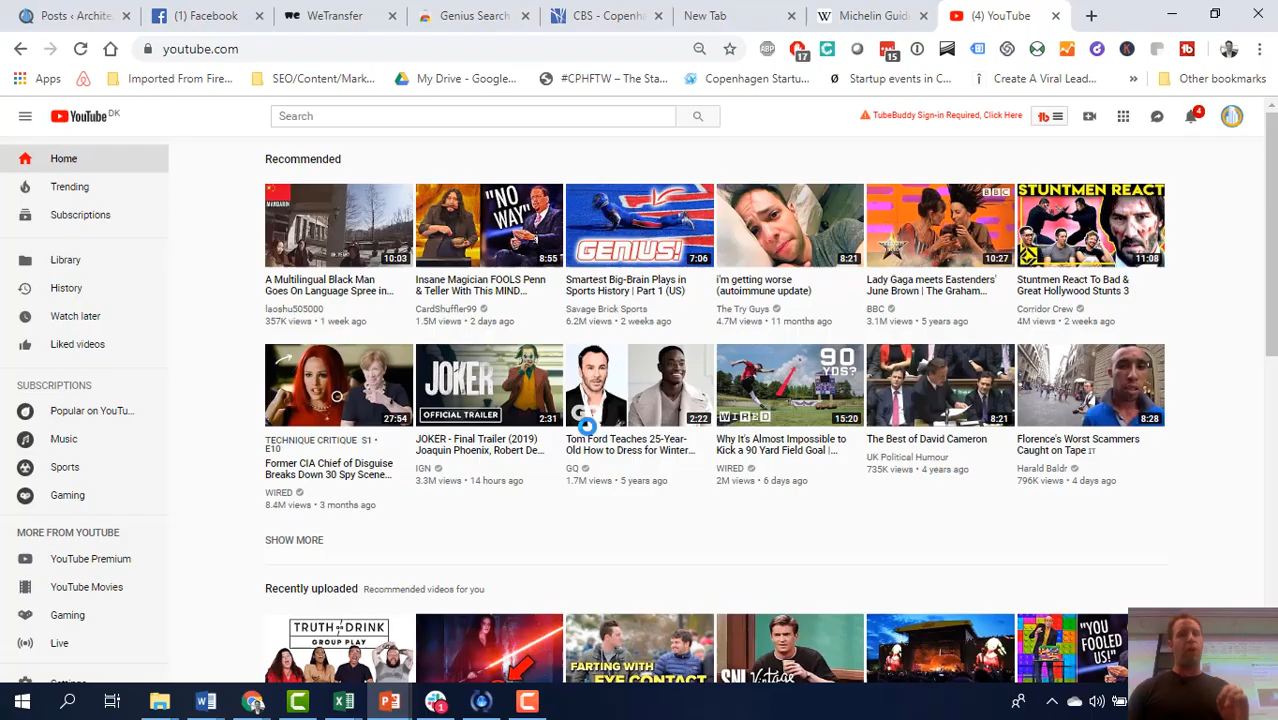 Posts ‹ Archite
(1) Facebook
WeTransfer
Genius Search
CBS - Copenha
New Tab
Michelin Guid
(4) YouTube
youtube.com
17
15
Apps
Imported From Fire...
SEO/Content/Mark...
My Drive - Google...
#CPHFTW – The Sta...
Copenhagen Startu...
Startup events in C...
Create A Viral Lead...
»
Other bookmarks
YouTube DK
Search
TubeBuddy Sign-in Required, Click Here
4
Home
Trending
Subscriptions
Library
History
Watch later
Liked videos
SUBSCRIPTIONS
Popular on YouTu...
Music
Sports
Gaming
MORE FROM YOUTUBE
YouTube Premium
YouTube Movies
Gaming
Live
Recommended
MANDARIN
10:03
"NO WAY"
8:55
GENIUS!
7:06
8:21
BBC
10:27
STUNTMEN REACT
11:08
A Multilingual Black Man
Goes On Language Spree in...
laoshu505000
357K views • 1 week ago
Insane Magician FOOLS Penn
& Teller With This MIND...
CardShuffler99
1.5M views • 2 days ago
Smartest Big-Brain Plays in
Sports History | Part 1 (US)
Savage Brick Sports
6.2M views • 2 weeks ago
i'm getting worse
(autoimmune update)
The Try Guys
4.7M views • 11 months ago
Lady Gaga meets Eastenders'
June Brown | The Graham...
BBC
3.1M views • 5 years ago
Stuntmen React To Bad &
Great Hollywood Stunts 3
Corridor Crew
4M views • 2 weeks ago
27:54
JOKER
OFFICIAL TRAILER
2:31
2:22
90
YDS?
WIRED
15:20
8:21
8:28
TECHNIQUE CRITIQUE S1 •
E10
Former CIA Chief of Disguise
Breaks Down 30 Spy Scene...
WIRED
8.4M views • 3 months ago
JOKER - Final Trailer (2019)
Joaquin Phoenix, Robert De...
IGN
3.3M views • 14 hours ago
Tom Ford Teaches 25-Year-
Old How to Dress for Winter...
GQ
1.7M views • 5 years ago
Why It's Almost Impossible to
Kick a 90 Yard Field Goal |...
WIRED
2M views • 6 days ago
The Best of David Cameron
UK Political Humour
735K views • 4 years ago
Florence's Worst Scammers
Caught on Tape IT
Harald Baldr
796K views • 4 days ago
SHOW MORE
Recently uploaded Recommended videos for you
TRUTH or DRINK
GROUP PLAY
FARTING WITH
EYE CONTACT
SNL Vintage
"YOU
FOOLED
US!"
1